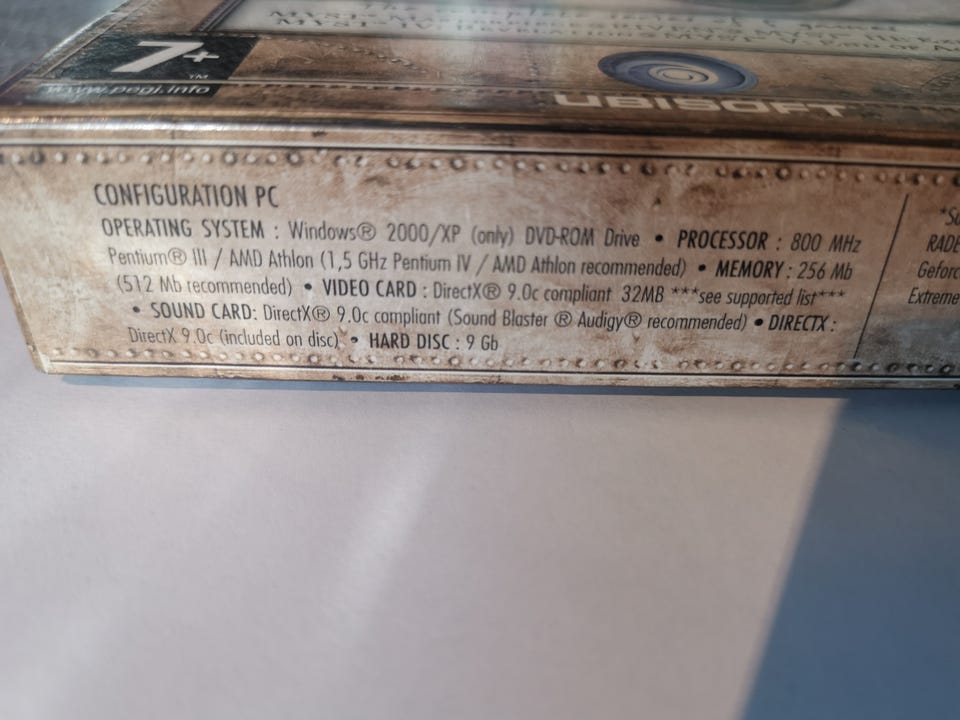 7+
TM
www.pegi.info
UBISOFT
CONFIGURATION PC
OPERATING SYSTEM : Windows® 2000/XP (only) DVD-ROM Drive • PROCESSOR : 800 MHz
Pentium® III / AMD Athlon (1,5 GHz Pentium IV / AMD Athlon recommended) • MEMORY : 256 Mb
(512 Mb recommended) • VIDEO CARD : DirectX® 9.0c compliant 32MB ***see supported list***
• SOUND CARD: DirectX® 9.0c compliant (Sound Blaster ® Audigy® recommended) • DIRECTX :
DirectX 9.0c (included on disc) • HARD DISC : 9 Gb
Extreme